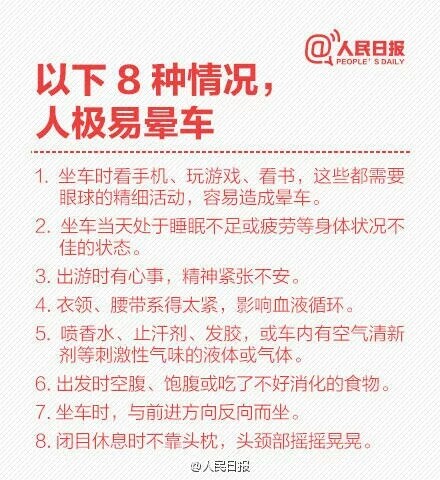 @人民日报
PEOPLE'S DAILY
以下 8 种情况，
人极易晕车
1. 坐车时看手机、玩游戏、看书，这些都需要
眼球的精细活动，容易造成晕车。
2. 坐车当天处于睡眠不足或疲劳等身体状况不
佳的状态。
3. 出游时有心事，精神紧张不安。
4. 衣领、腰带系得太紧，影响血液循环。
5. 喷香水、止汗剂、发胶，或车内有空气清新
剂等刺激性气味的液体或气体。
6. 出发时空腹、饱腹或吃了不好消化的食物。
7. 坐车时，与前进方向反向而坐。
8. 闭目休息时不靠头枕，头颈部摇摇晃晃。
@人民日报